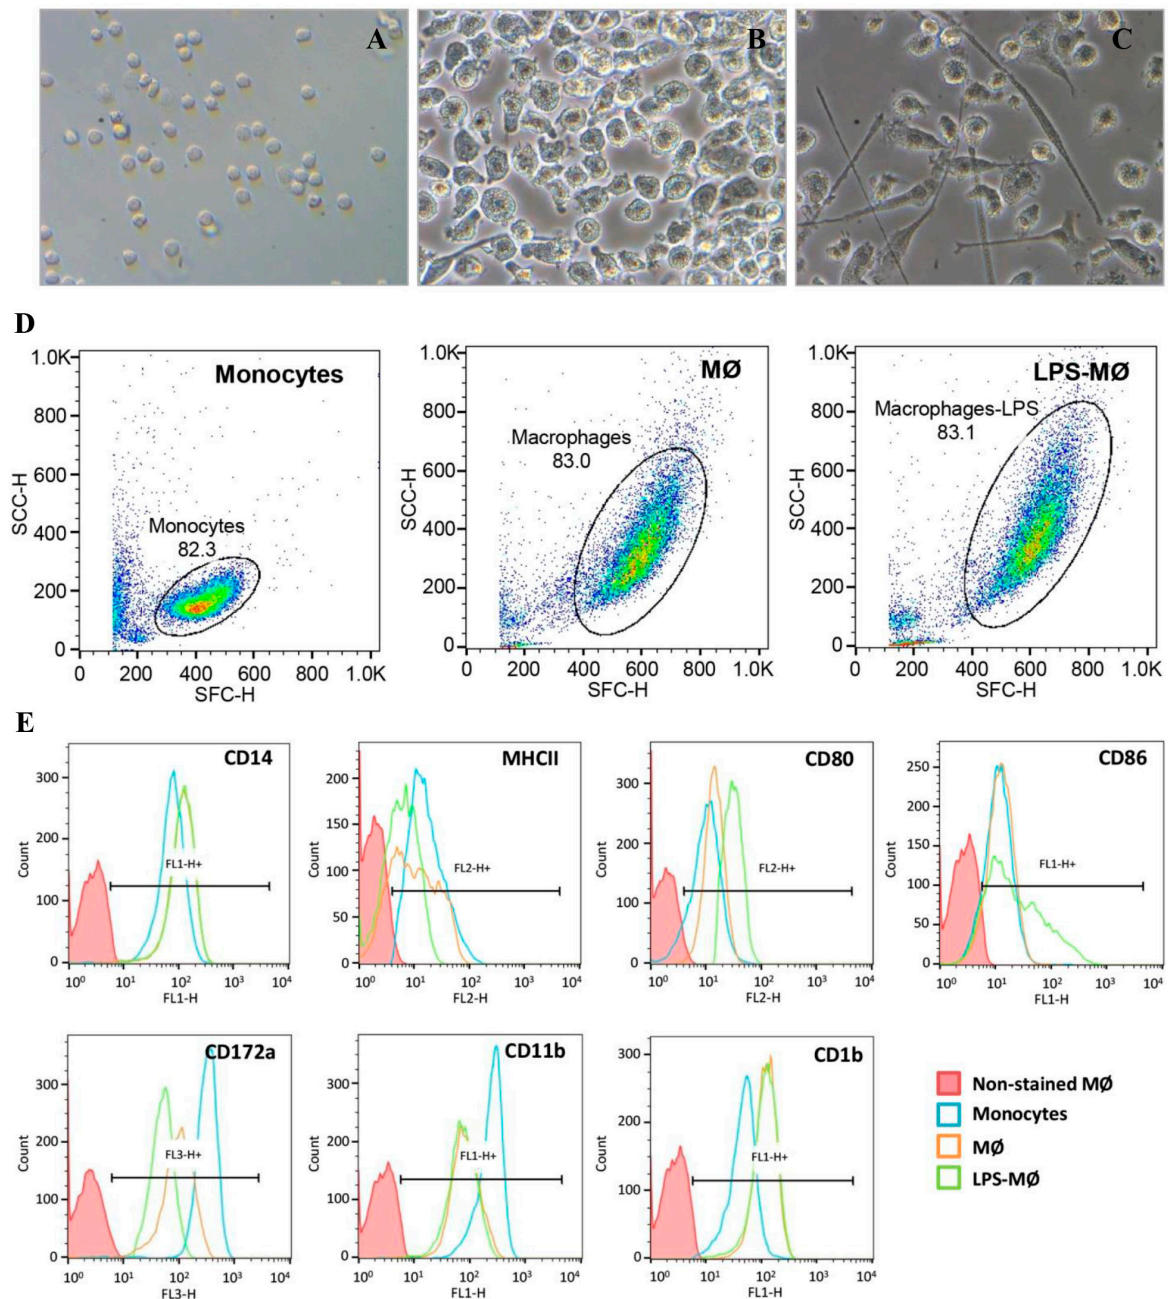 A
B
C
D
Monocytes
1.0K
800
600
400
200
0
SCC-H
Monocytes
82.3
0 200 400 600 800 1.0K
SFC-H
MØ
1.0K
800
600
400
200
0
SCC-H
Macrophages
83.0
0 200 400 600 800 1.0K
SFC-H
LPS-MØ
1.0K
800
600
400
200
0
SCC-H
Macrophages-LPS
83.1
0 200 400 600 800 1.0K
SFC-H
E
CD14
300
200
100
0
Count
FL1-H+
10⁰ 10¹ 10² 10³ 10⁴
FL1-H
MHCII
200
150
100
50
0
Count
FL2-H+
10⁰ 10¹ 10² 10³ 10⁴
FL2-H
CD80
300
200
100
0
Count
FL2-H+
10⁰ 10¹ 10² 10³ 10⁴
FL2-H
CD86
250
200
150
100
50
0
Count
FL1-H+
10⁰ 10¹ 10² 10³ 10⁴
FL1-H
CD172a
300
200
100
0
Count
FL3-H+
10⁰ 10¹ 10² 10³ 10⁴
FL3-H
CD11b
300
200
100
0
Count
FL1-H+
10⁰ 10¹ 10² 10³ 10⁴
FL1-H
CD1b
300
200
100
0
Count
FL1-H+
10⁰ 10¹ 10² 10³ 10⁴
FL1-H
Non-stained MØ
Monocytes
MØ
LPS-MØ